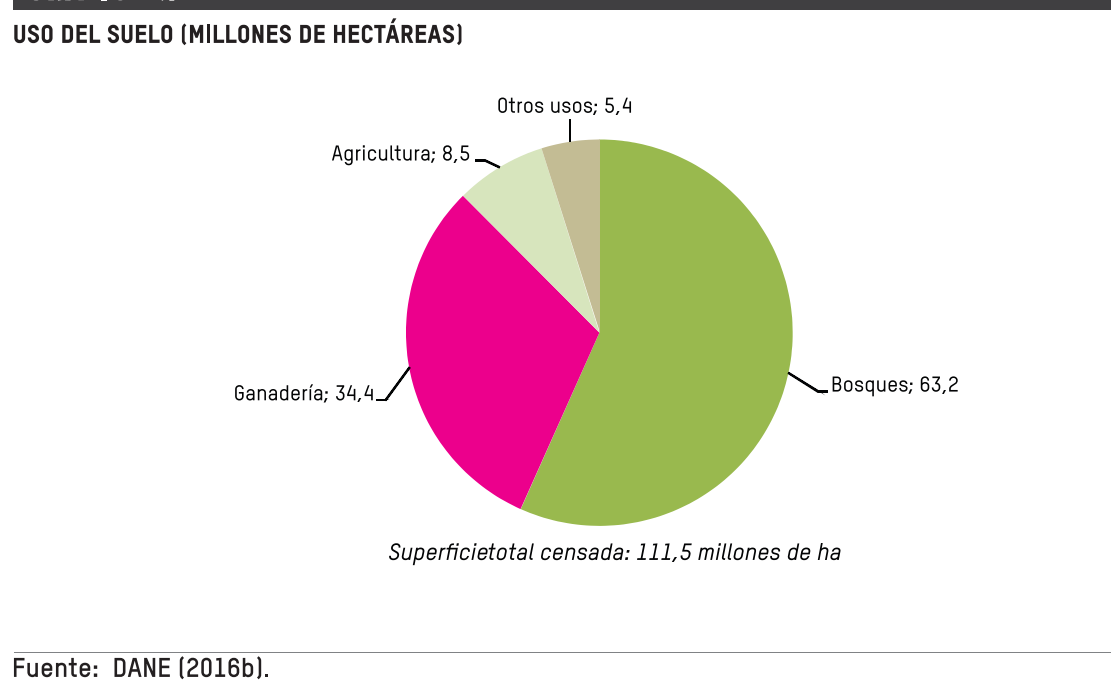 USO DEL SUELO (MILLONES DE HECTÁREAS)
Otros usos; 5,4
Agricultura; 8,5
Ganadería; 34,4
Bosques; 63,2
Superficietotal censada: 111,5 millones de ha
Fuente: DANE (2016b).